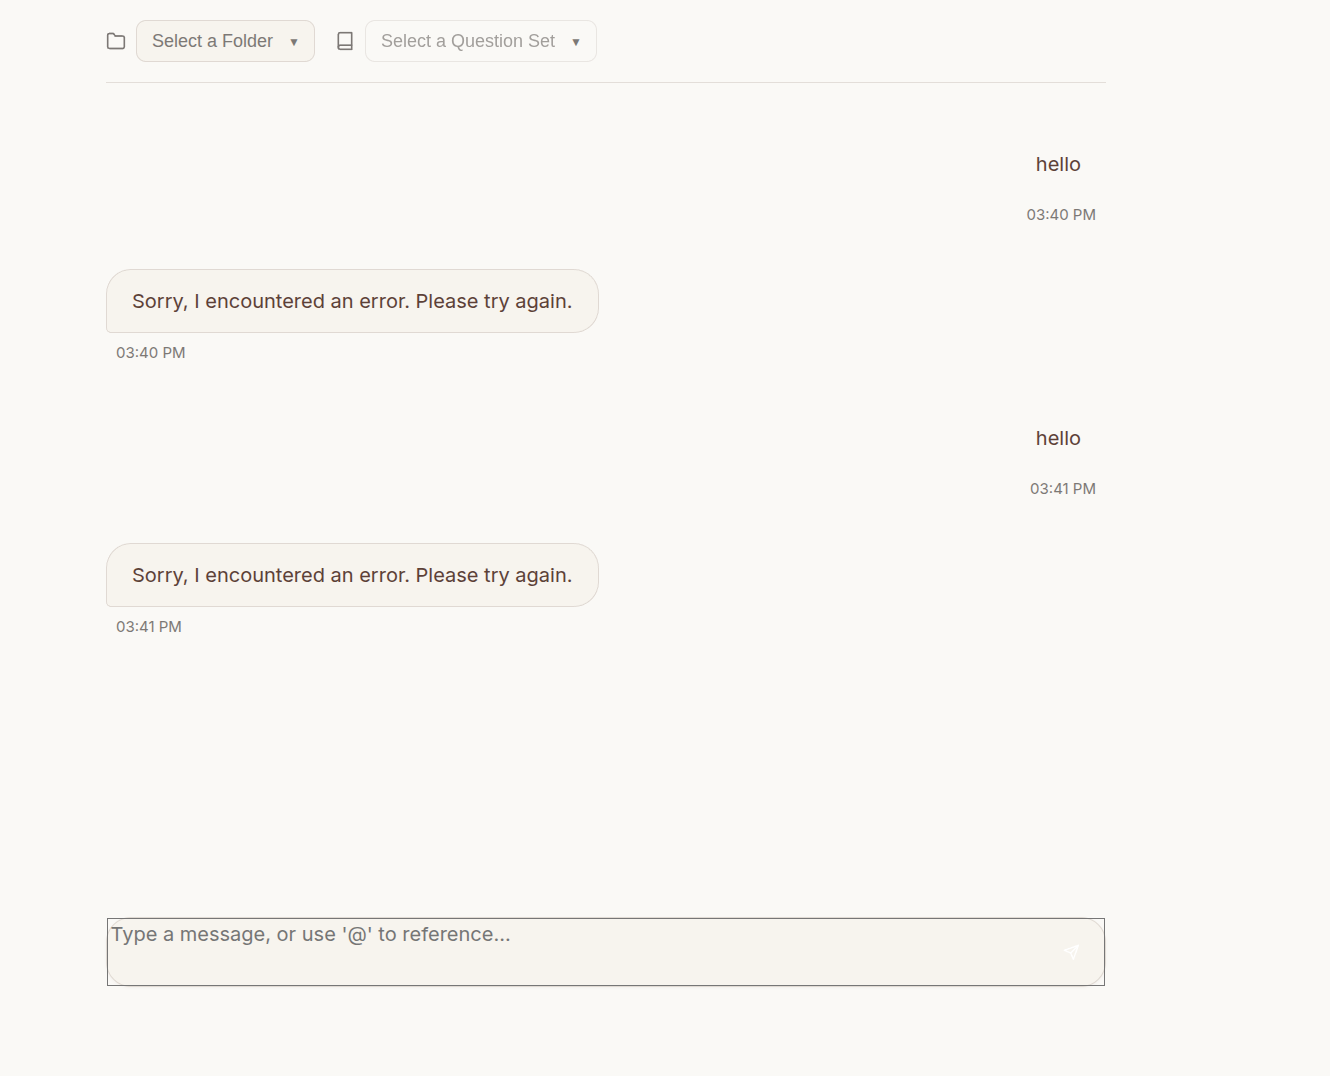 Select a Folder ▼ Select a Question Set ▼
hello
03:40 PM
Sorry, I encountered an error. Please try again.
03:40 PM
hello
03:41 PM
Sorry, I encountered an error. Please try again.
03:41 PM
Type a message, or use '@' to reference...